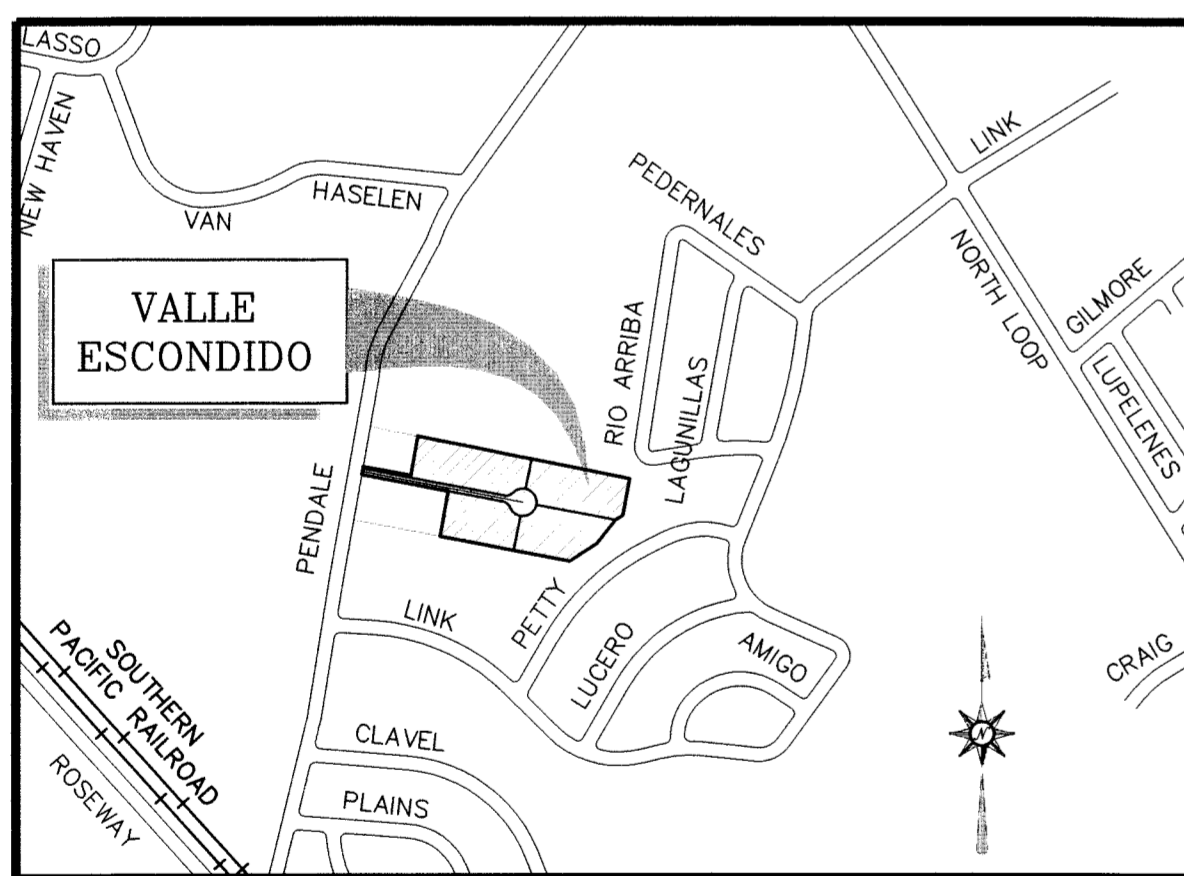 LASSO
NEW HAVEN
VAN
HASELEN
LINK
PEDERNALES
NORTH LOOP
GILMORE
LUPELENES
VALLE
ESCONDIDO
RIO ARRIBA
LAGUNILLAS
PENDALE
LINK
PETTY
LUCERO
AMIGO
CRAIG
SOUTHERN
PACIFIC RAILROAD
ROSEWAY
CLAVEL
PLAINS
N